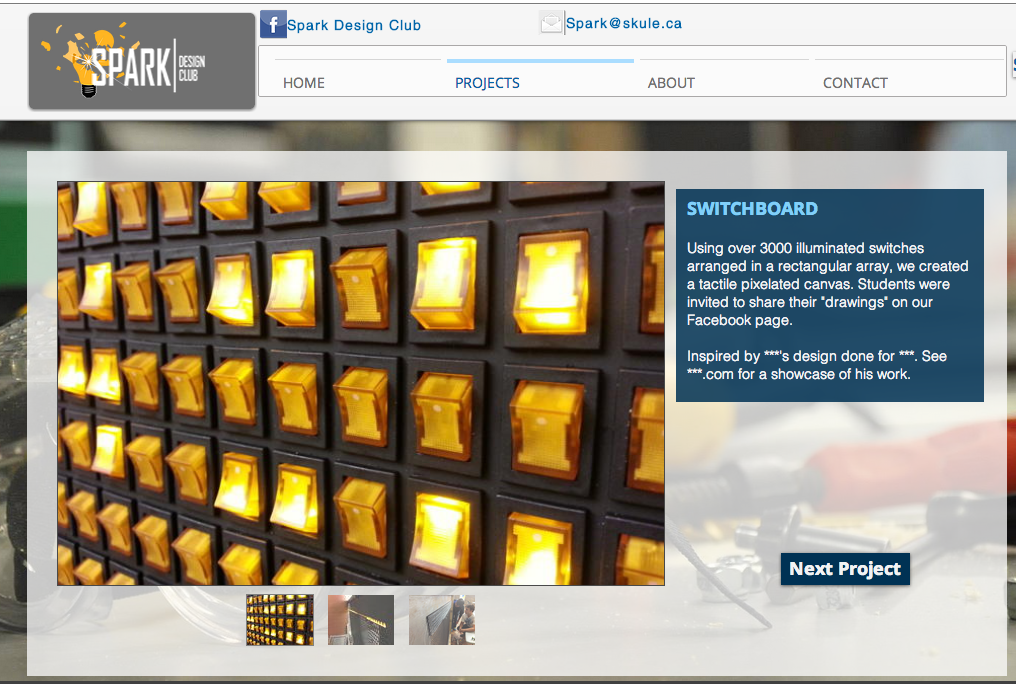 SPARK DESIGN CLUB
Spark Design Club
Spark@skule.ca
HOME PROJECTS ABOUT CONTACT
SWITCHBOARD
Using over 3000 illuminated switches
arranged in a rectangular array, we created
a tactile pixelated canvas. Students were
invited to share their "drawings" on our
Facebook page.
Inspired by ***'s design done for ***. See
***.com for a showcase of his work.
Next Project